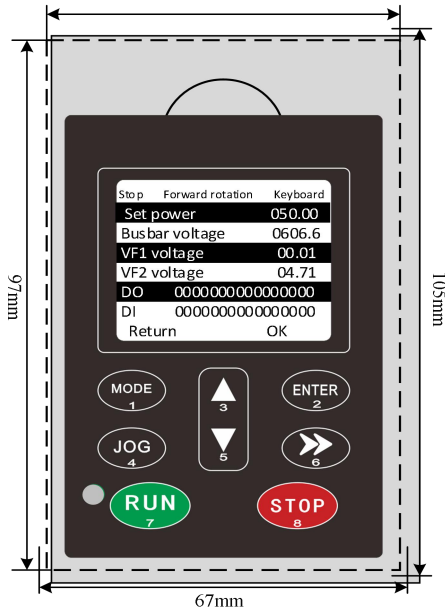 Stop Forward rotation Keyboard
Set power 050.00
Busbar voltage 0606.6
VF1 voltage 00.01
VF2 voltage 04.71
DO 0000000000000000
DI 0000000000000000
Return OK
97mm
105mm
MODE
1
3
ENTER
2
JOG
4
5
6
RUN
7
STOP
8
67mm